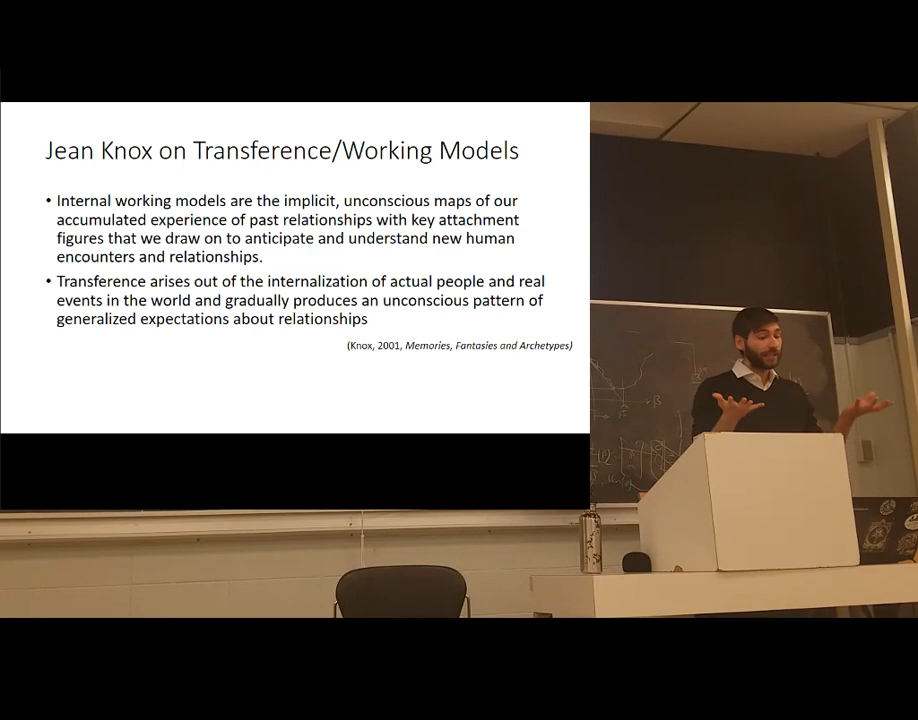 Jean Knox on Transference/Working Models
• Internal working models are the implicit, unconscious maps of our
accumulated experience of past relationships with key attachment
figures that we draw on to anticipate and understand new human
encounters and relationships.
• Transference arises out of the internalization of actual people and real
events in the world and gradually produces an unconscious pattern of
generalized expectations about relationships
(Knox, 2001, Memories, Fantasies and Archetypes)